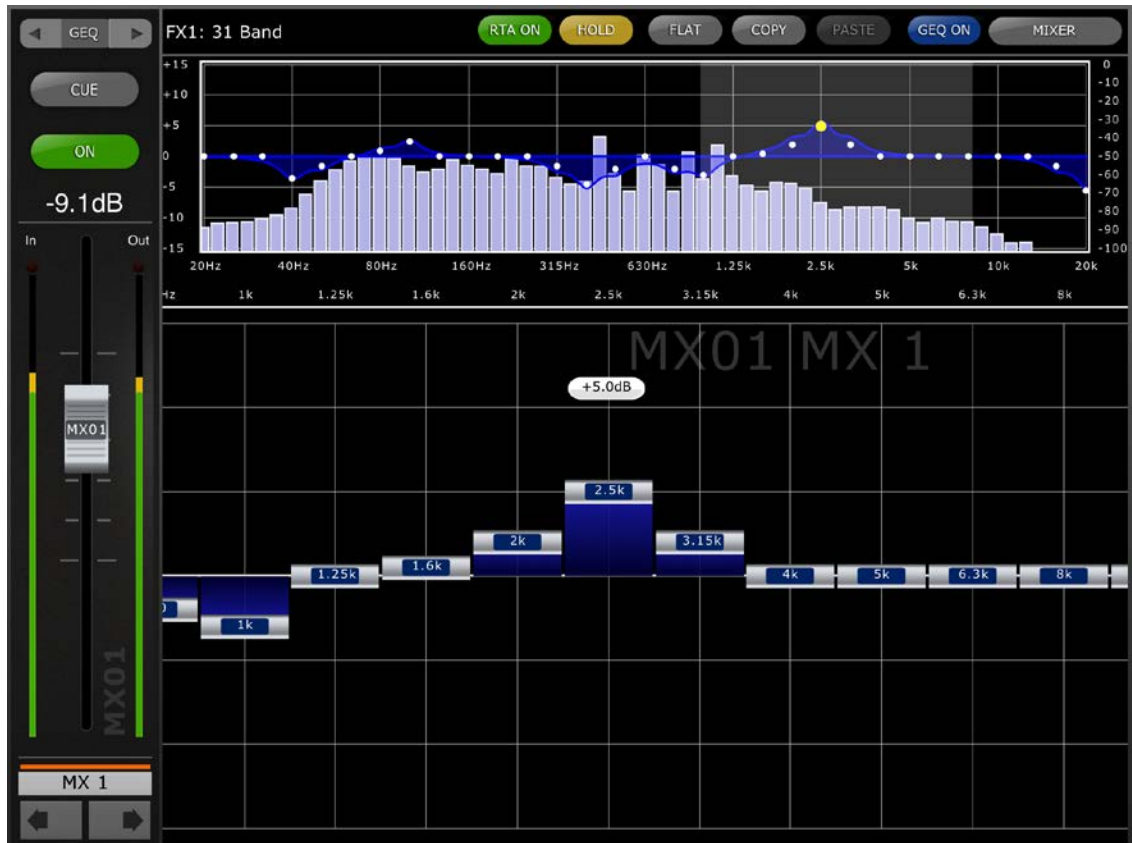 GEQ FX1: 31 Band RTA ON HOLD FLAT COPY PASTE GEQ ON MIXER
CUE
ON
-9.1dB
In Out
+15 0
+10 -10
-20
+5 -30
-40
0 -50
-5 -60
-70
-10 -80
-90
-15 -100
20Hz 40Hz 80Hz 160Hz 315Hz 630Hz 1.25k 2.5k 5k 10k 20k
Hz 1k 1.25k 1.6k 2k 2.5k 3.15k 4k 5k 6.3k 8k
MX01 MX 1
+5.0dB
MX01
2.5k
2k 3.15k
1.6k
1.25k 4k 5k 6.3k 8k
1k
MX01
MX 1